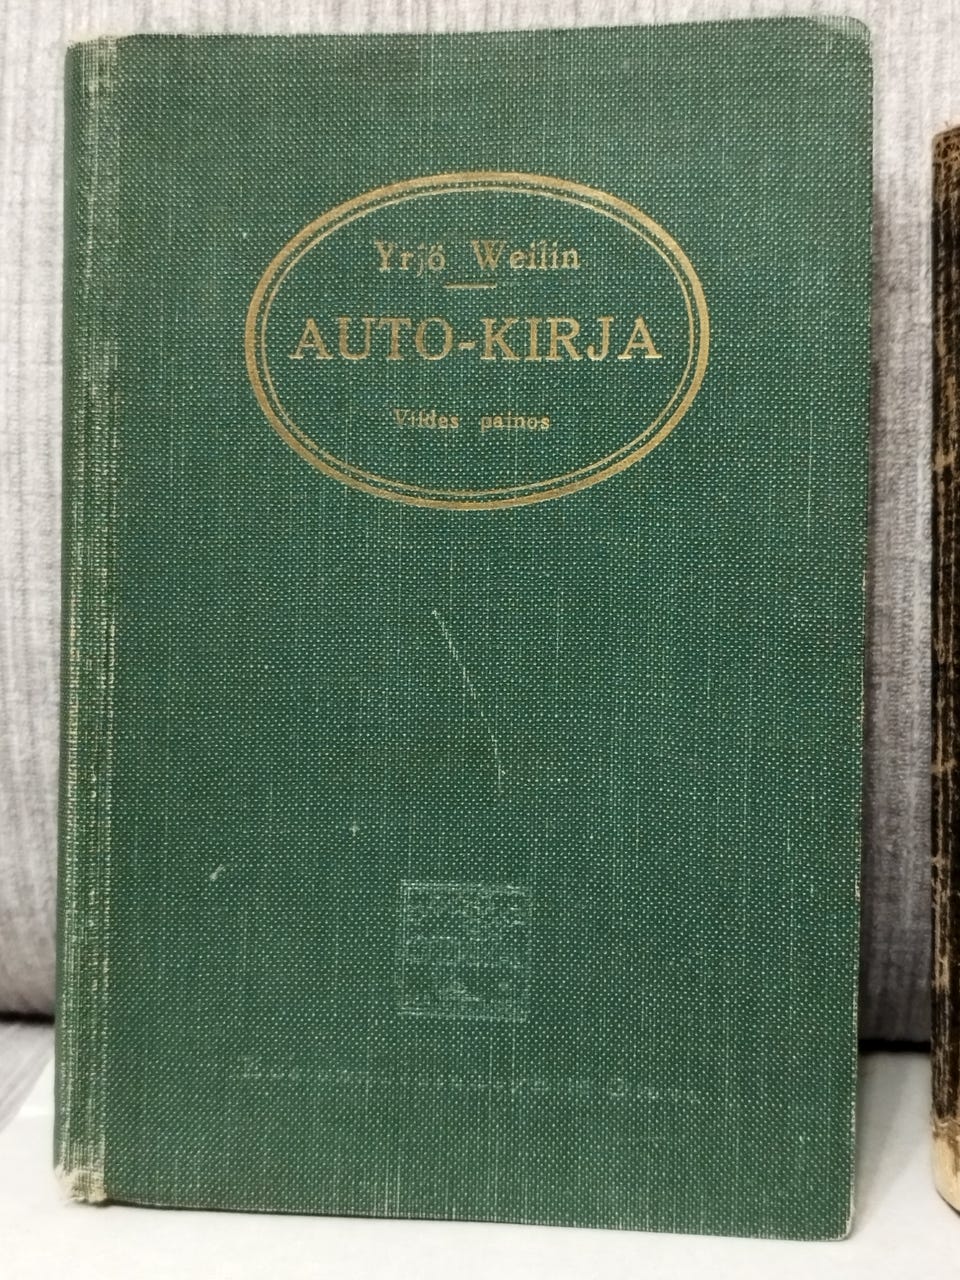 Yrjö Weilin
AUTO-KIRJA
Viides painos